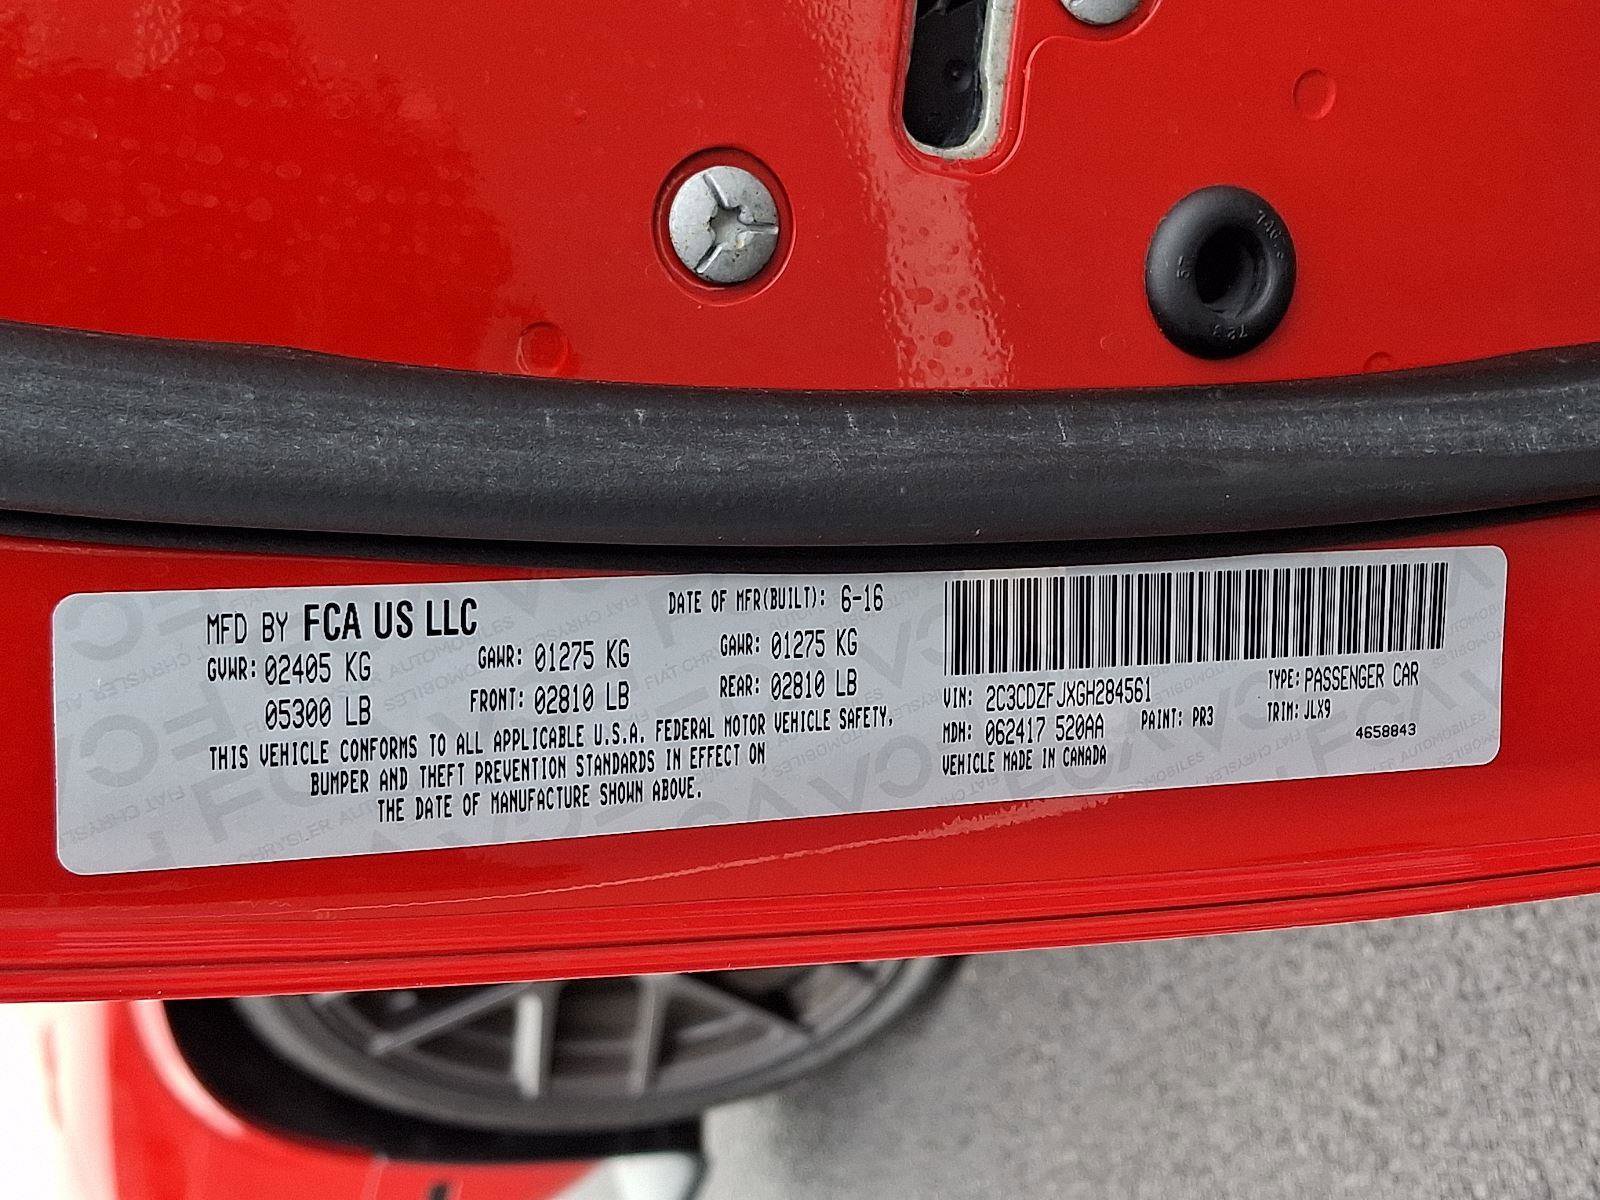 MFD BY FCA US LLC
DATE OF MFR(BUILT): 6-16
GVWR: 02405 KG
GAWR: 01275 KG
GAWR: 01275 KG
05300 LB
FRONT: 02810 LB
REAR: 02810 LB
THIS VEHICLE CONFORMS TO ALL APPLICABLE U.S.A. FEDERAL MOTOR VEHICLE SAFETY,
BUMPER AND THEFT PREVENTION STANDARDS IN EFFECT ON
THE DATE OF MANUFACTURE SHOWN ABOVE.
VIN: 2C3CDZFJXGH284561
TYPE: PASSENGER CAR
MDH: 062417 520AA
PAINT: PR3
TRIM: JLX9
VEHICLE MADE IN CANADA
4658843